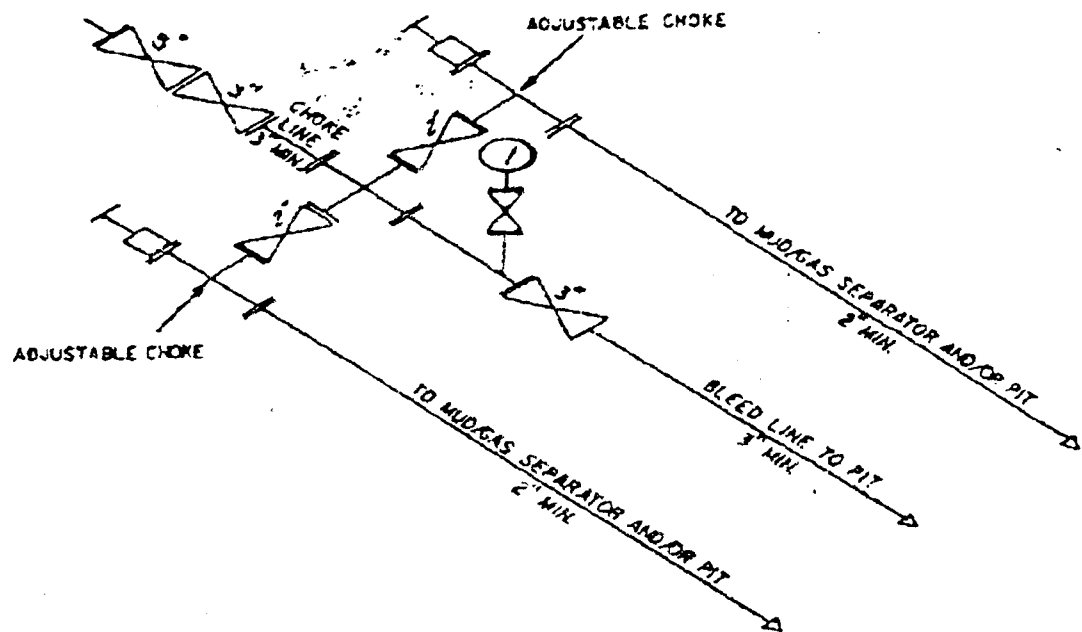 ADJUSTABLE CHOKE
3"
3"
CHOKE
LINE
3" MIN.
TO MUD/GAS SEPARATOR AND/OR PIT
2" MIN.
3"
ADJUSTABLE CHOKE
BLEED LINE TO PIT
3" MIN.
TO MUD/GAS SEPARATOR AND/OR PIT
2" MIN.